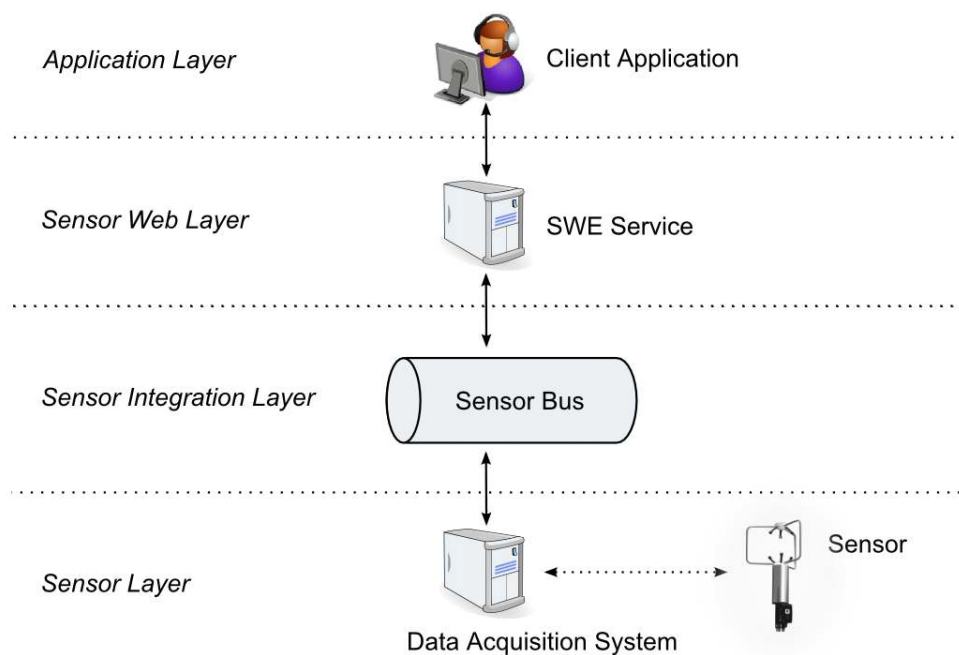 Application Layer
Client Application
Sensor Web Layer
SWE Service
Sensor Integration Layer
Sensor Bus
Sensor
Sensor Layer
Data Acquisition System